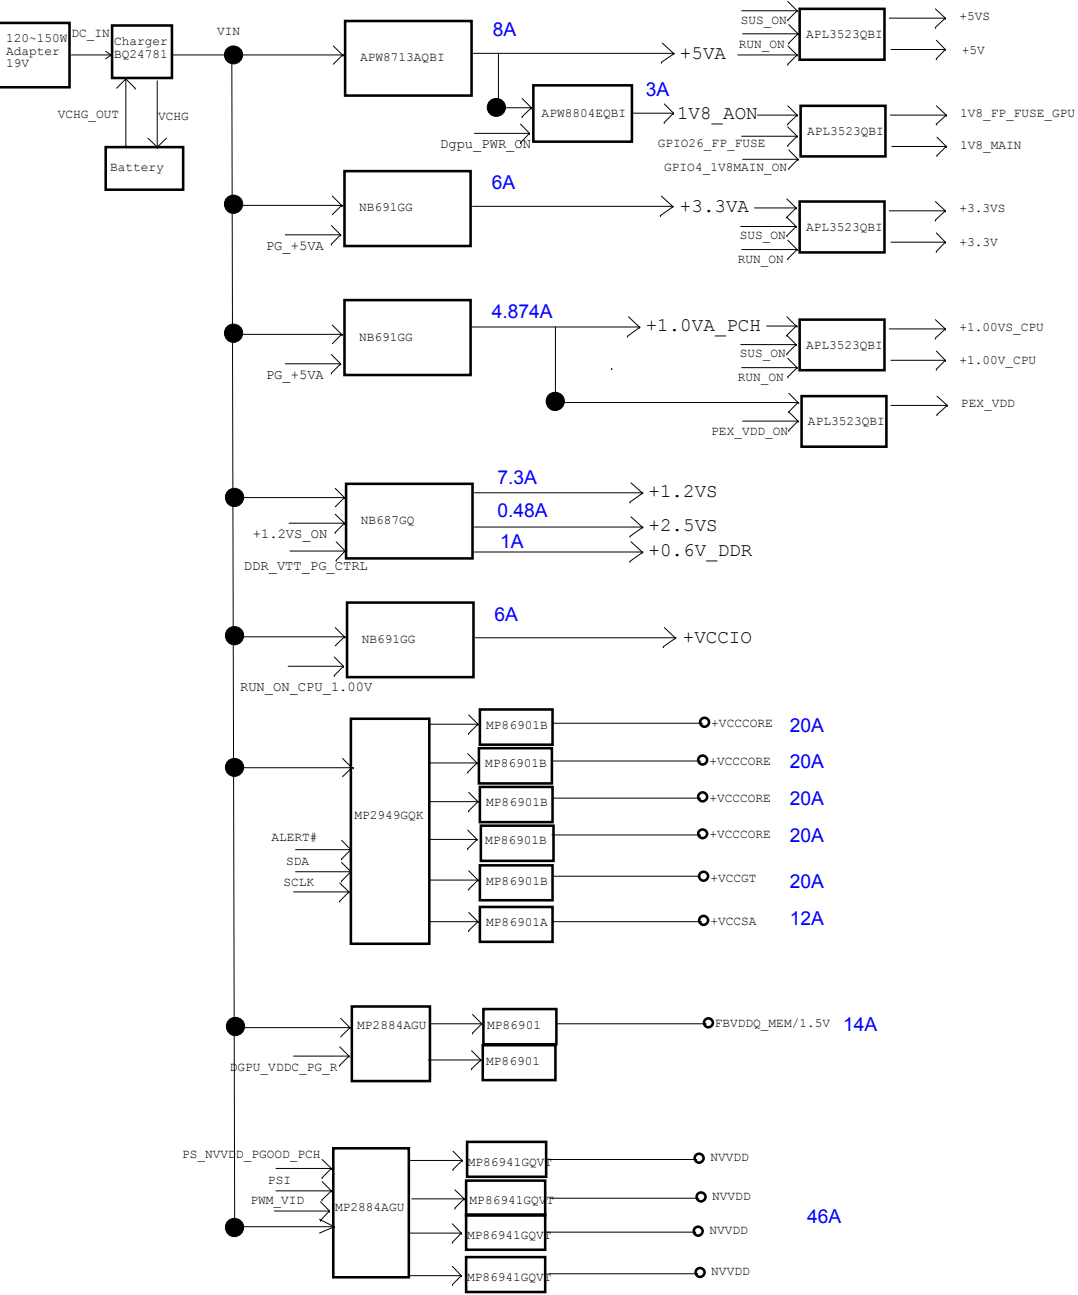 120~150W
Adapter
19V
DC_IN
Charger
BQ24781
VIN
VCHG_OUT
VCHG
Battery
APW8713AQBI
8A
+5VA
SUS_ON
RUN_ON
APL3523QBI
+5VS
+5V
Dgpu_PWR_ON
APW8804EQBI
3A
1V8_AON
GPIO26_FP_FUSE
GPIO4_1V8MAIN_ON
APL3523QBI
1V8_FP_FUSE_GPU
1V8_MAIN
PG_+5VA
NB691GG
6A
+3.3VA
SUS_ON
RUN_ON
APL3523QBI
+3.3VS
+3.3V
PG_+5VA
NB691GG
4.874A
+1.0VA_PCH
SUS_ON
RUN_ON
APL3523QBI
+1.00VS_CPU
+1.00V_CPU
PEX_VDD_ON
APL3523QBI
PEX_VDD
+1.2VS_ON
DDR_VTT_PG_CTRL
NB687GQ
7.3A
+1.2VS
0.48A
+2.5VS
1A
+0.6V_DDR
RUN_ON_CPU_1.00V
NB691GG
6A
+VCCIO
ALERT#
SDA
SCLK
MP2949GQK
MP86901B
+VCCCORE
20A
MP86901B
+VCCCORE
20A
MP86901B
+VCCCORE
20A
MP86901B
+VCCCORE
20A
MP86901B
+VCCGT
20A
MP86901A
+VCCSA
12A
DGPU_VDDC_PG_R
MP2884AGU
MP86901
FBVDDQ_MEM/1.5V
14A
MP86901
PS_NVVDD_PGOOD_PCH
PSI
PWM_VID
MP2884AGU
MP86941GQVT
NVVDD
MP86941GQVT
NVVDD
46A
MP86941GQVT
NVVDD
MP86941GQVT
NVVDD